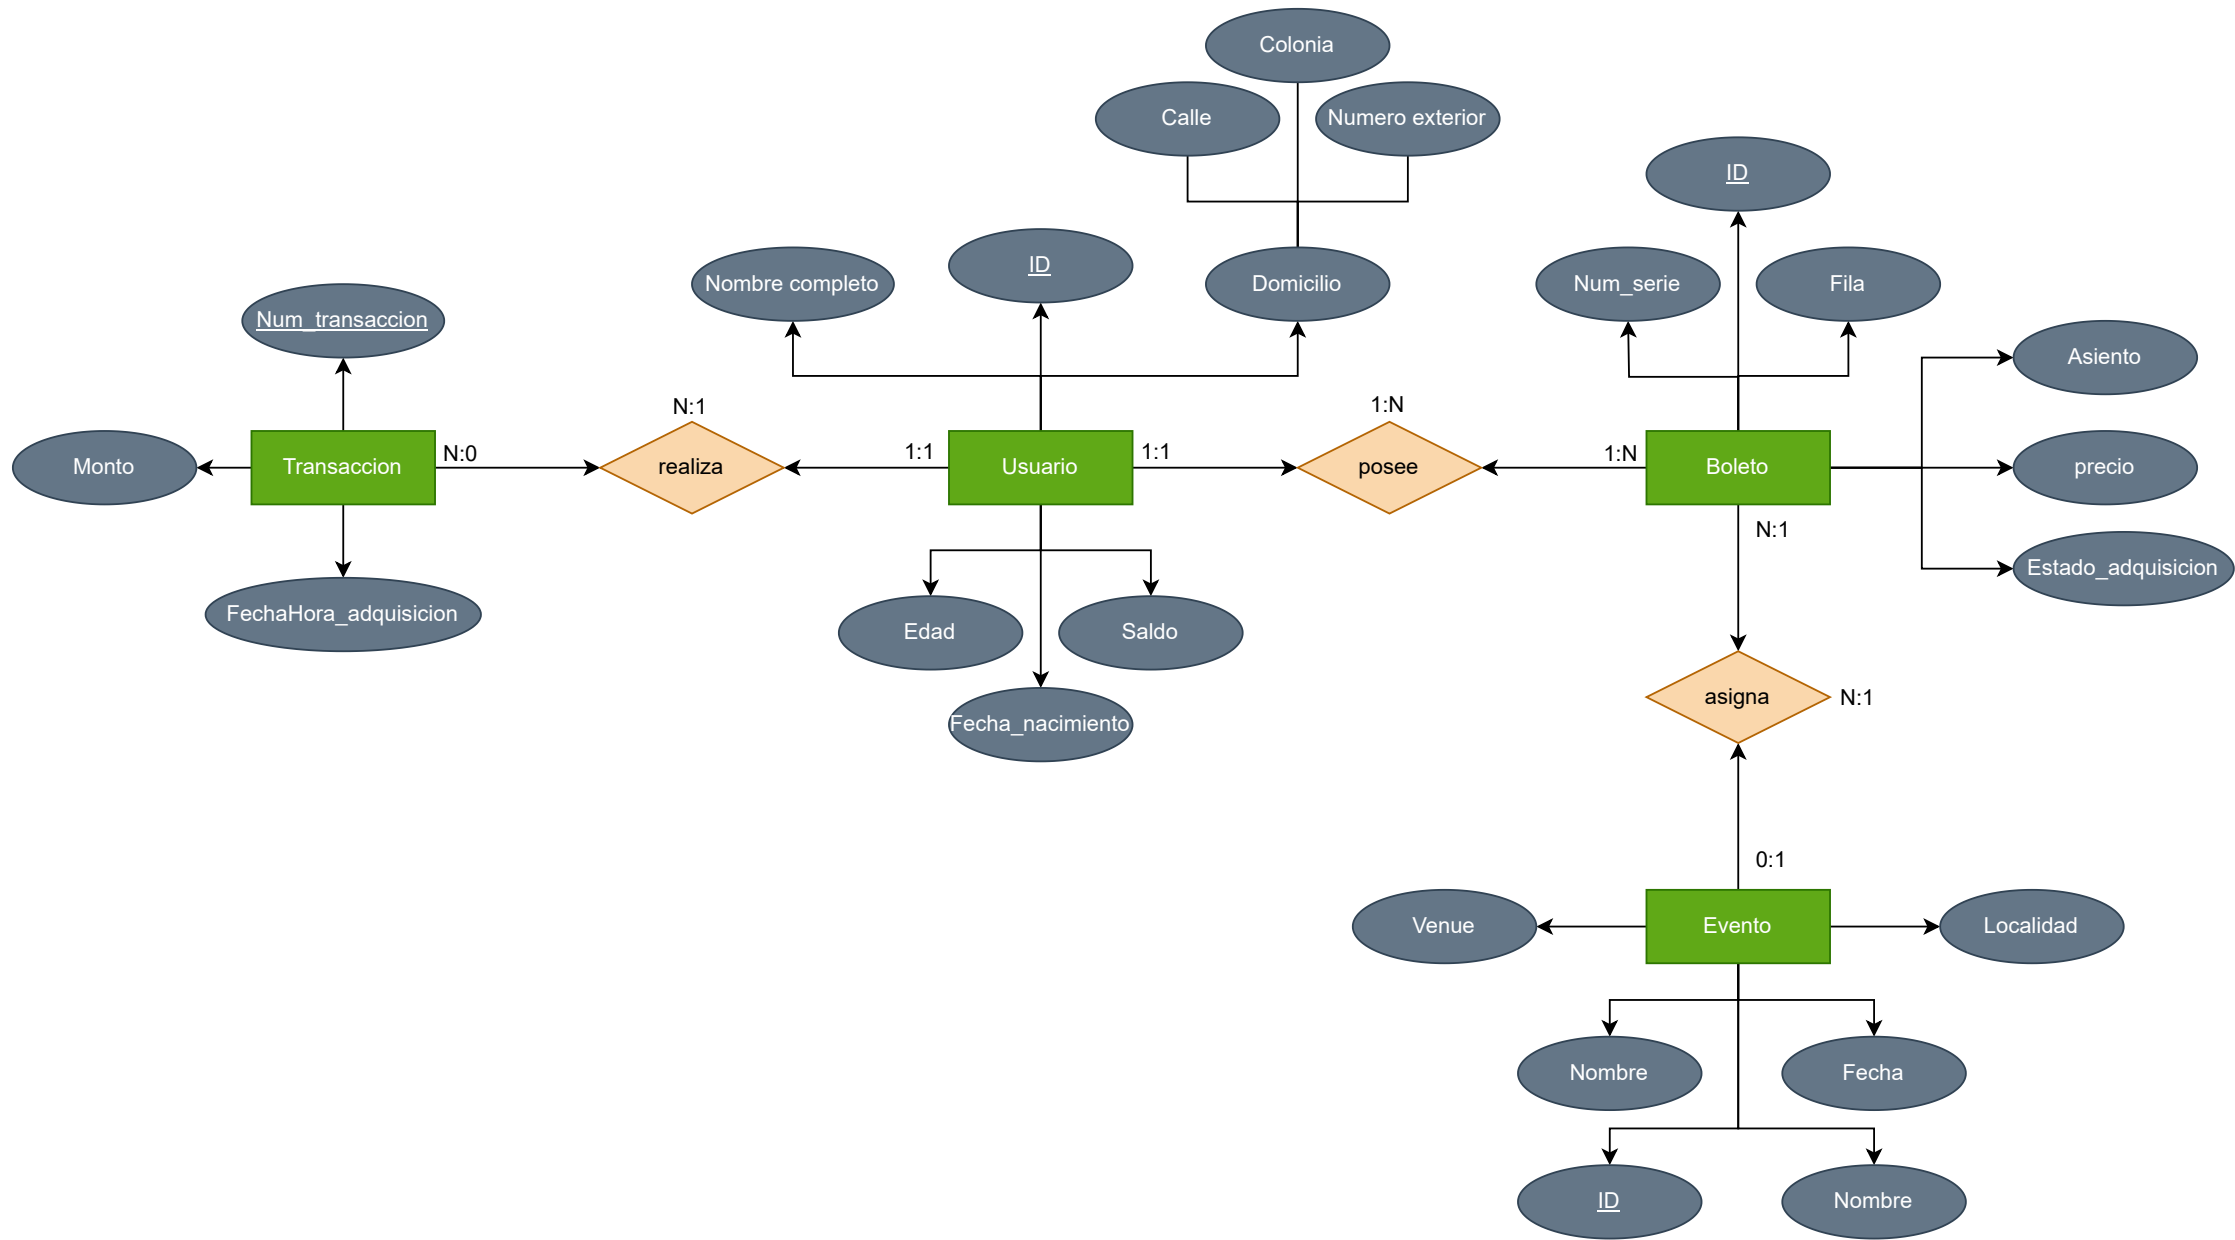 Colonia
Calle
Numero exterior
ID
Nombre completo
ID
Domicilio
Num_serie
Fila
Num_transaccion
Asiento
N:1
1:N
Monto
Transaccion
N:0
realiza
1:1
Usuario
1:1
posee
1:N
Boleto
precio
N:1
Estado_adquisicion
FechaHora_adquisicion
Edad
Saldo
Fecha_nacimiento
asigna
N:1
0:1
Venue
Evento
Localidad
Nombre
Fecha
ID
Nombre